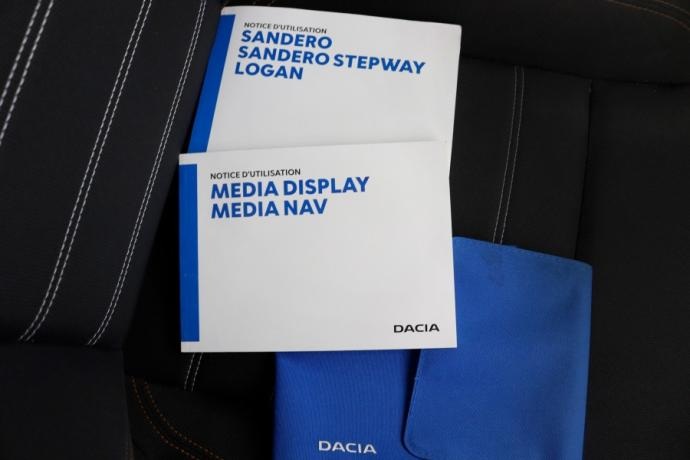 NOTICE D'UTILISATION
SANDERO
SANDERO STEPWAY
LOGAN
NOTICE D'UTILISATION
MEDIA DISPLAY
MEDIA NAV
DACIA
DACIA